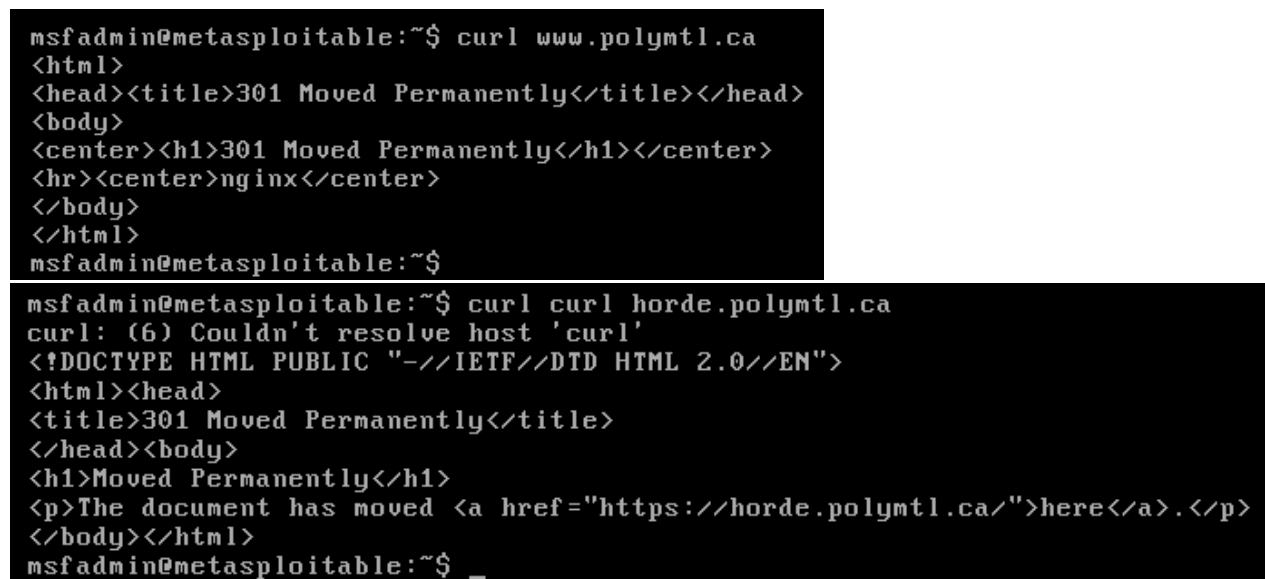 msfadmin@metasploitable:~$ curl www.polymtl.ca
<html>
<head><title>301 Moved Permanently</title></head>
<body>
<center><h1>301 Moved Permanently</h1></center>
<hr><center>nginx</center>
</body>
</html>
msfadmin@metasploitable:~$
msfadmin@metasploitable:~$ curl curl horde.polymtl.ca
curl: (6) Couldn't resolve host 'curl'
<!DOCTYPE HTML PUBLIC "-//IETF//DTD HTML 2.0//EN">
<html><head>
<title>301 Moved Permanently</title>
</head><body>
<h1>Moved Permanently</h1>
<p>The document has moved <a href="https://horde.polymtl.ca/">here</a>.</p>
</body></html>
msfadmin@metasploitable:~$ _